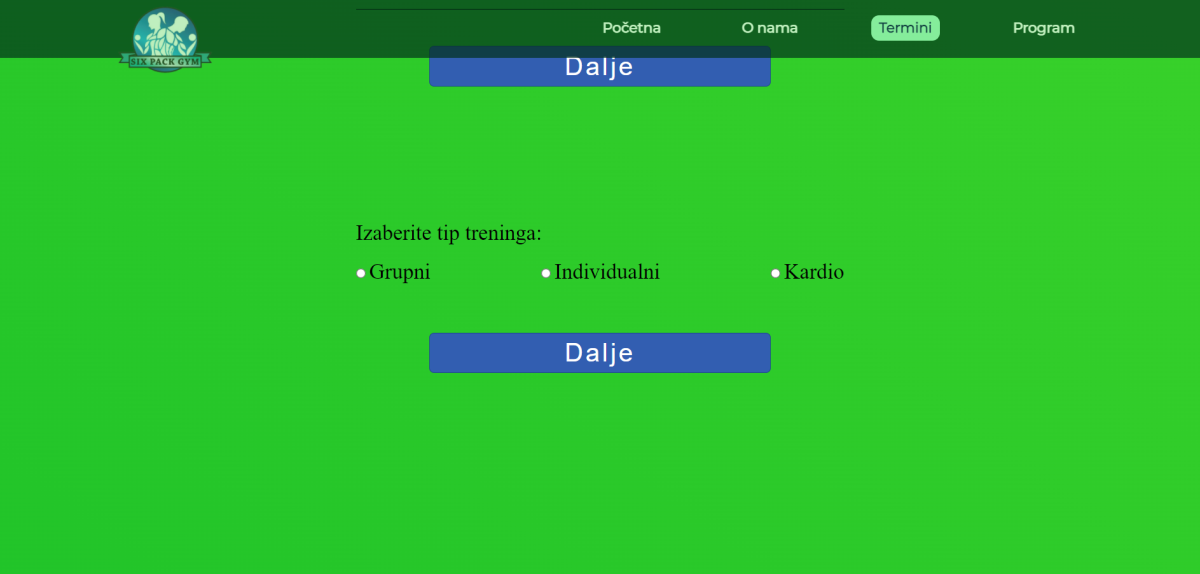 Početna
O nama
Termini
Program
SIX PACK GYM
Dalje
Izaberite tip treninga:
Grupni
Individualni
Kardio
Dalje